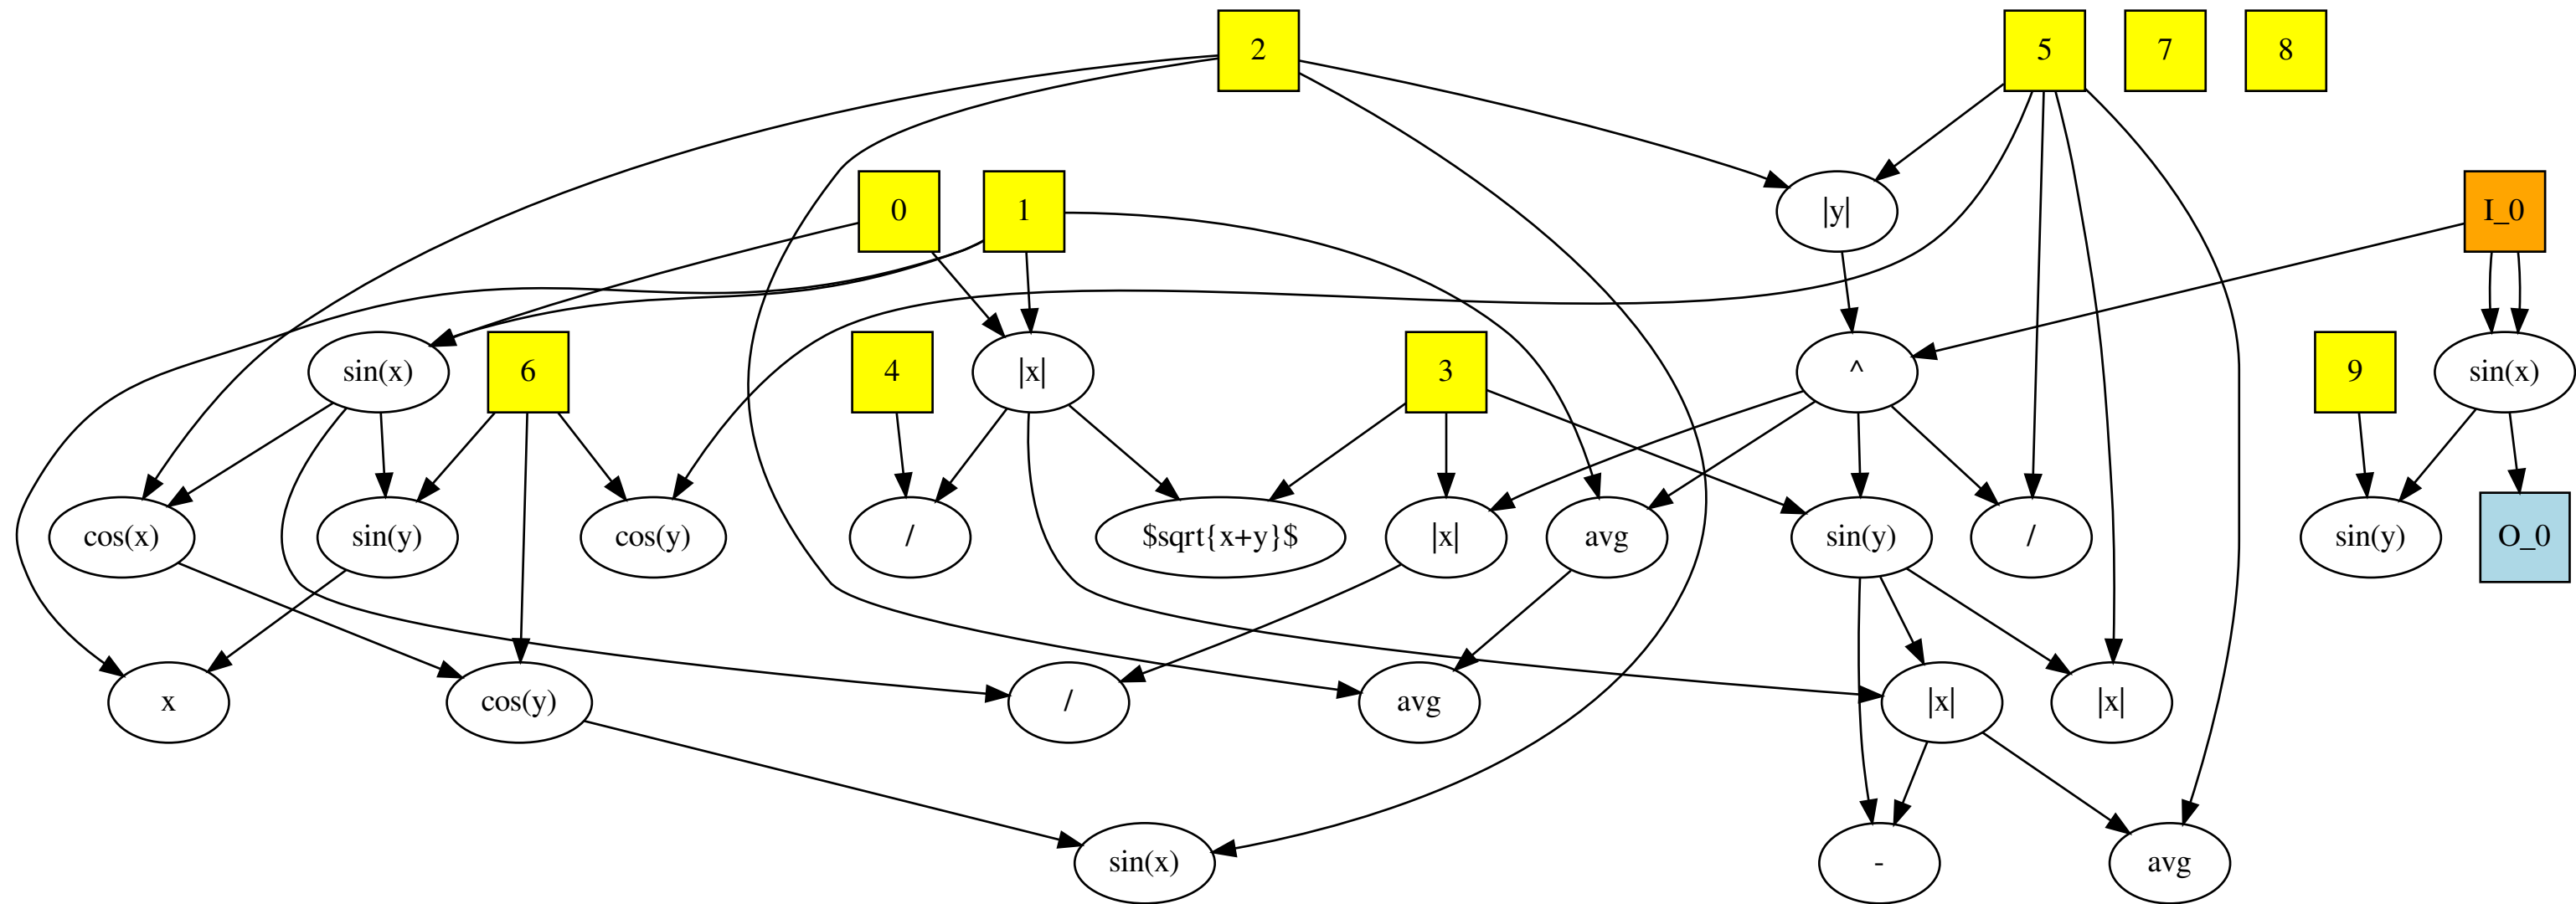 2
5
7
8
0
1
|y|
I_0
sin(x)
6
4
|x|
3
^
9
sin(x)
cos(x)
sin(y)
cos(y)
/
$sqrt{x+y}$
|x|
avg
sin(y)
/
sin(y)
O_0
x
cos(y)
/
avg
|x|
|x|
sin(x)
-
avg